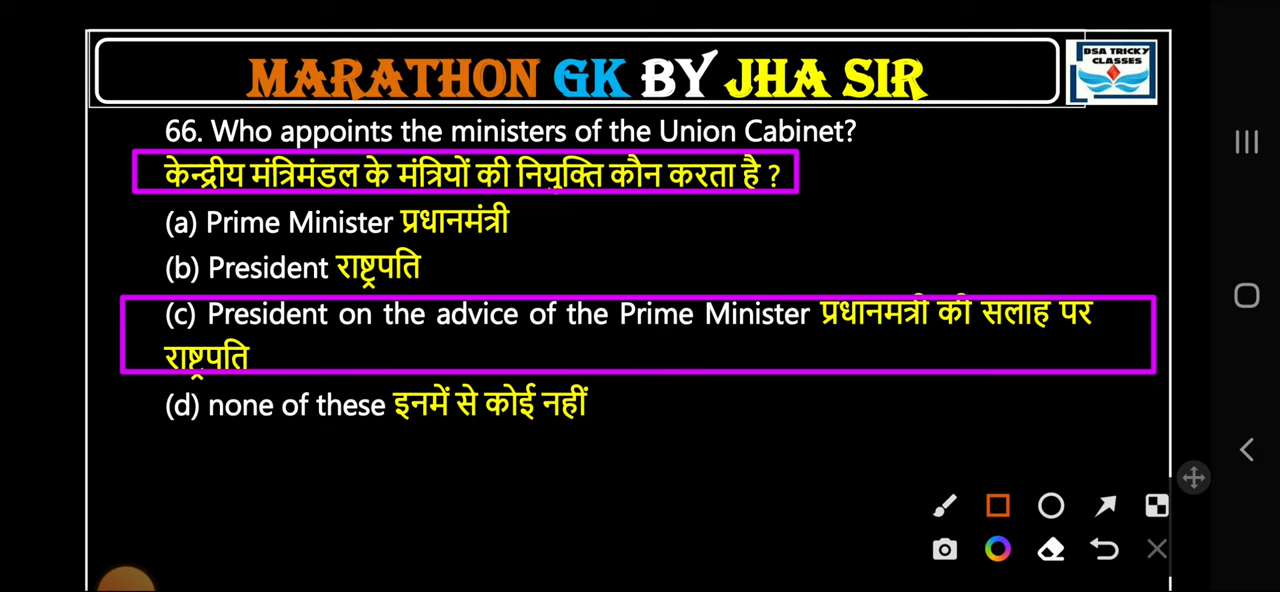 MARATHON GK BY JHA SIR
BSA TRICKY
CLASSES
66. Who appoints the ministers of the Union Cabinet?
केन्द्रीय मंत्रिमंडल के मंत्रियों की नियुक्ति कौन करता है ?
(a) Prime Minister प्रधानमंत्री
(b) President राष्ट्रपति
(c) President on the advice of the Prime Minister प्रधानमंत्री की सलाह पर
राष्ट्रपति
(d) none of these इनमें से कोई नहीं